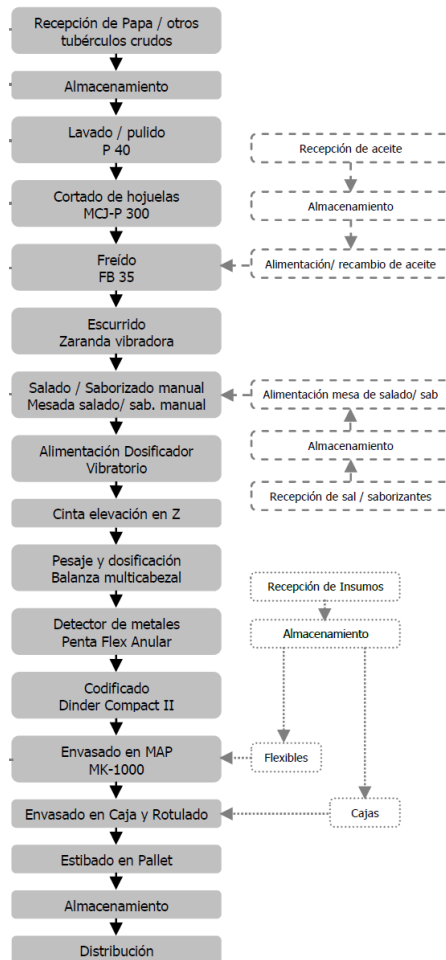 Recepción de Papa / otros
tubérculos crudos
Almacenamiento
Lavado / pulido
P 40
Cortado de hojuelas
MCJ-P 300
Freído
FB 35
Escurrido
Zaranda vibradora
Salado / Saborizado manual
Mesada salado/ sab. manual
Alimentación Dosificador
Vibratorio
Cinta elevación en Z
Pesaje y dosificación
Balanza multicabezal
Detector de metales
Penta Flex Anular
Codificado
Dinder Compact II
Envasado en MAP
MK-1000
Envasado en Caja y Rotulado
Estibado en Pallet
Almacenamiento
Distribución
Recepción de aceite
Almacenamiento
Alimentación/ recambio de aceite
Alimentación mesa de salado/ sab
Almacenamiento
Recepción de sal / saborizantes
Recepción de Insumos
Almacenamiento
Flexibles
Cajas